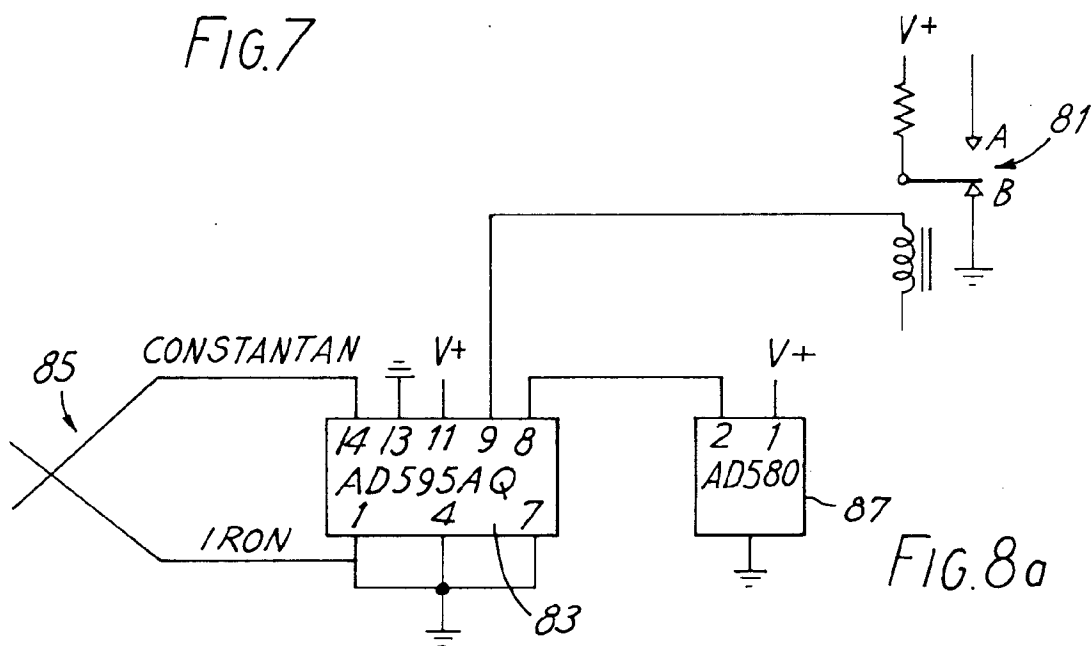 FIG.7
V+
A
81
B
CONSTANTAN
V+
V+
85
14 13 11 9 8
2 1
AD595AQ
AD580
1 4 7
87
IRON
FIG.8a
83